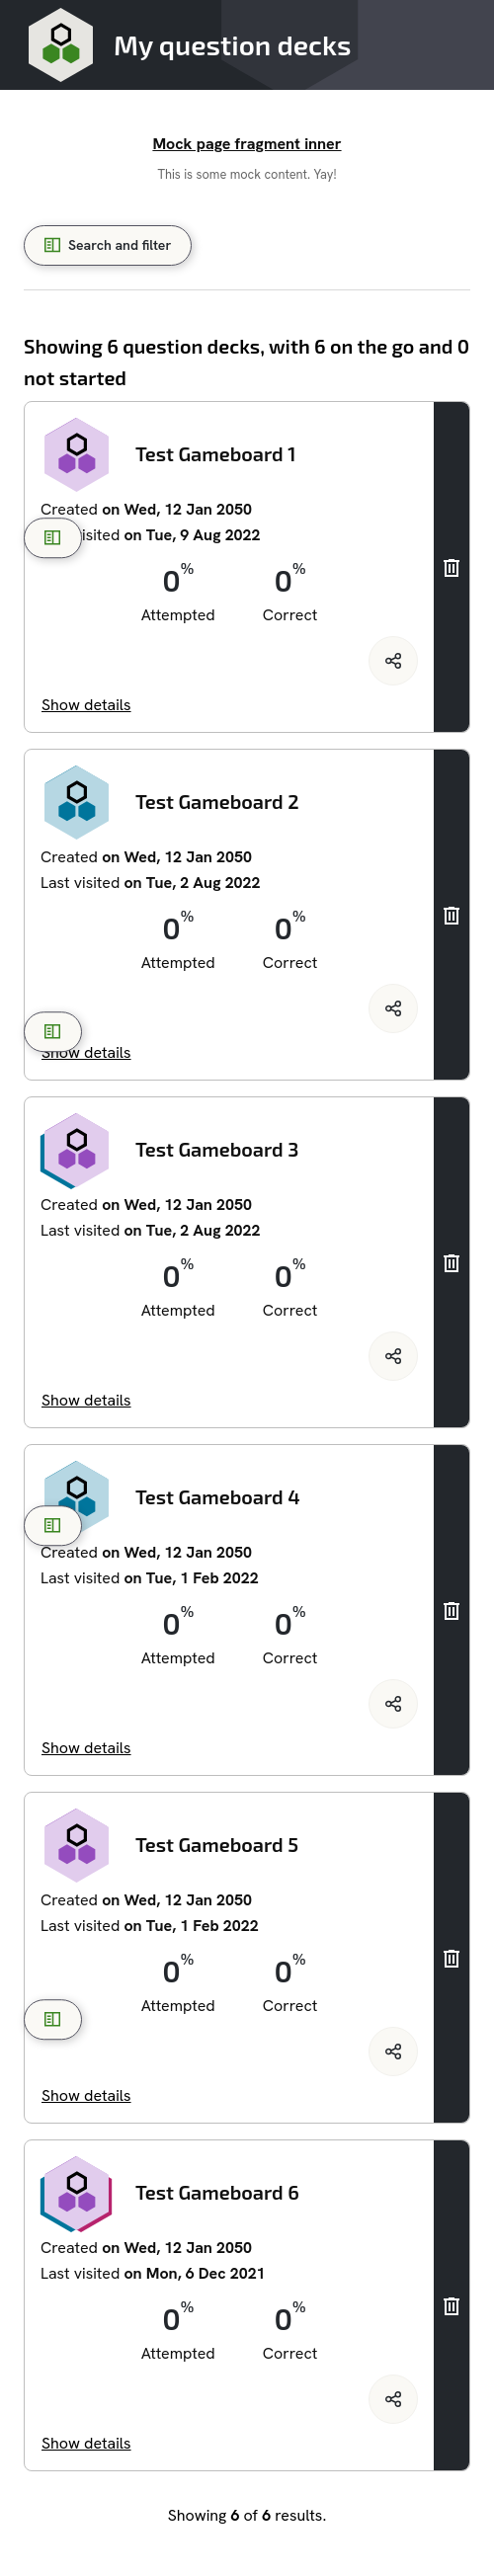 My question decks
Mock page fragment inner
This is some mock content. Yay!
Search and filter
Showing 6 question decks, with 6 on the go and 0
not started
Test Gameboard 1
Created on Wed, 12 Jan 2050
isited on Tue, 9 Aug 2022
0% 0%
Attempted Correct
Show details
Test Gameboard 2
Created on Wed, 12 Jan 2050
Last visited on Tue, 2 Aug 2022
0% 0%
Attempted Correct
Show details
Test Gameboard 3
Created on Wed, 12 Jan 2050
Last visited on Tue, 2 Aug 2022
0% 0%
Attempted Correct
Show details
Test Gameboard 4
Created on Wed, 12 Jan 2050
Last visited on Tue, 1 Feb 2022
0% 0%
Attempted Correct
Show details
Test Gameboard 5
Created on Wed, 12 Jan 2050
Last visited on Tue, 1 Feb 2022
0% 0%
Attempted Correct
Show details
Test Gameboard 6
Created on Wed, 12 Jan 2050
Last visited on Mon, 6 Dec 2021
0% 0%
Attempted Correct
Show details
Showing 6 of 6 results.